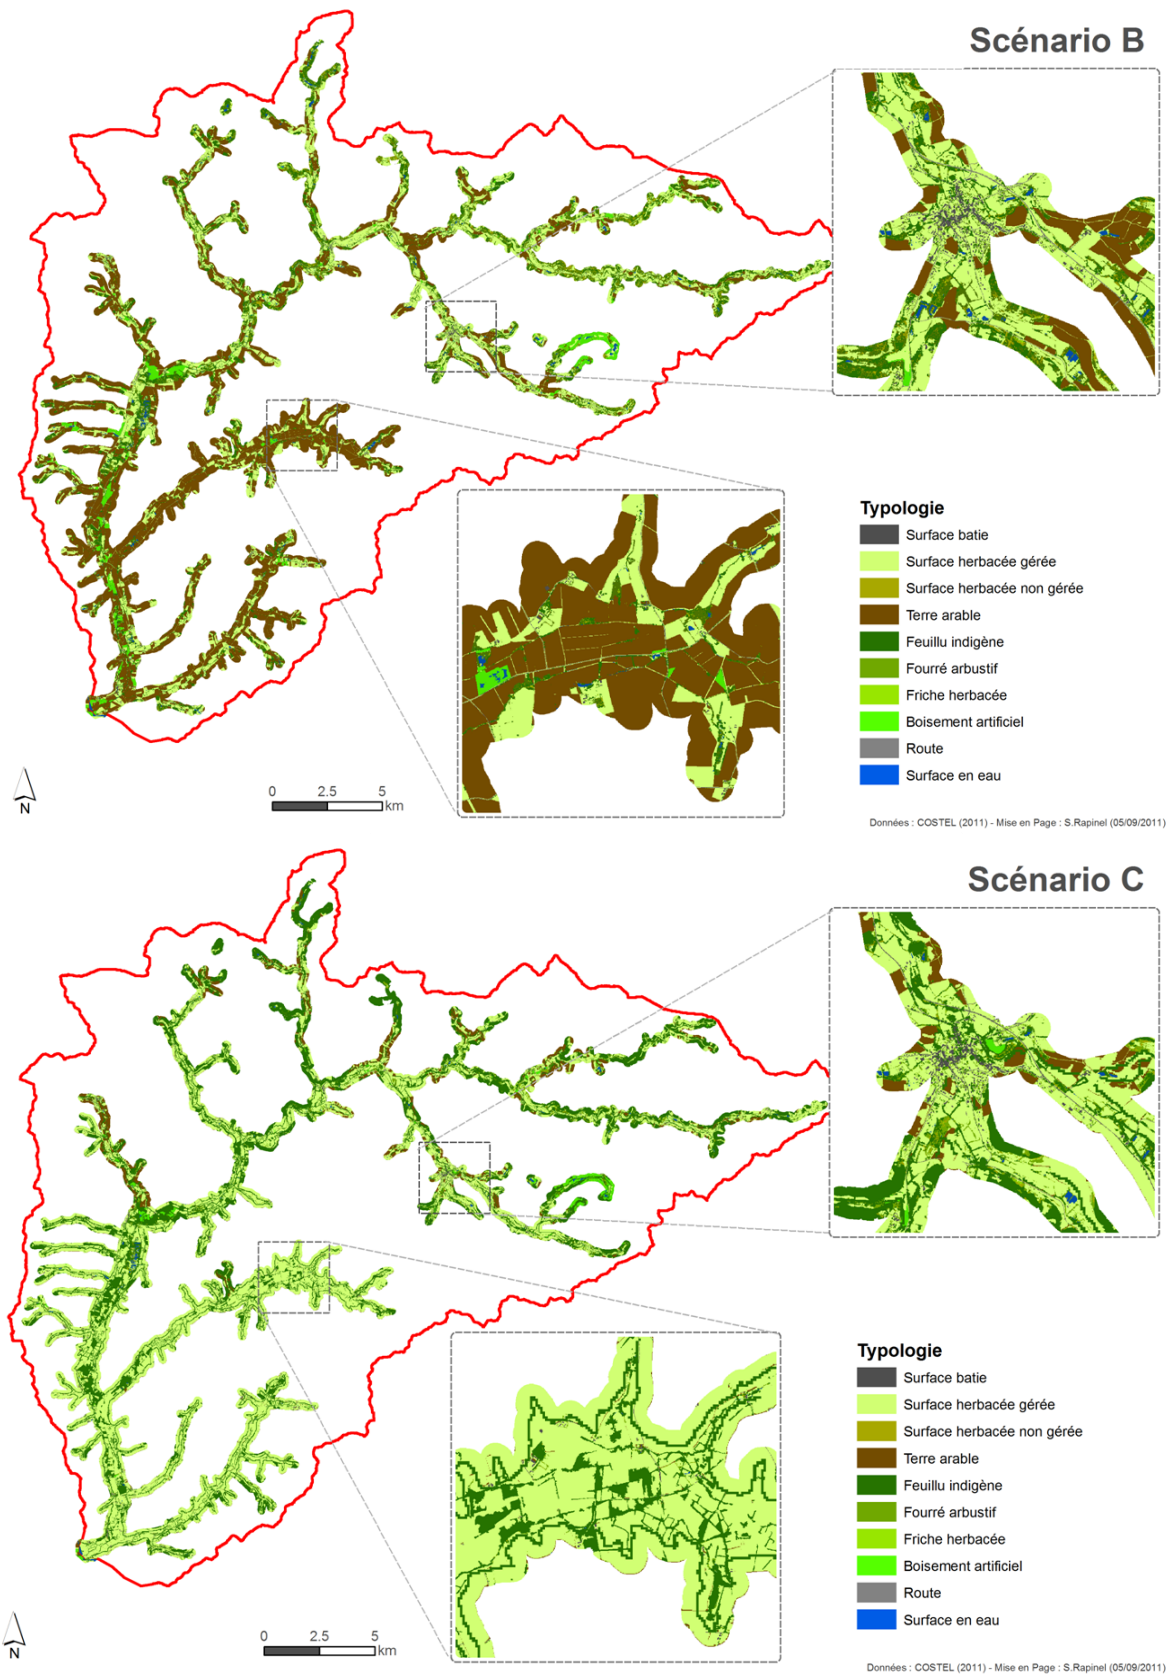 Scénario B
Typologie
Surface batie
Surface herbacée gérée
Surface herbacée non gérée
Terre arable
Feuillu indigène
Fourré arbustif
Friche herbacée
Boisement artificiel
Route
Surface en eau
N
0 2.5 5
km
Données : COSTEL (2011) - Mise en Page : S.Rapinel (05/09/2011)
Scénario C
Typologie
Surface batie
Surface herbacée gérée
Surface herbacée non gérée
Terre arable
Feuillu indigène
Fourré arbustif
Friche herbacée
Boisement artificiel
Route
Surface en eau
N
0 2.5 5
km
Données : COSTEL (2011) - Mise en Page : S.Rapinel (05/09/2011)